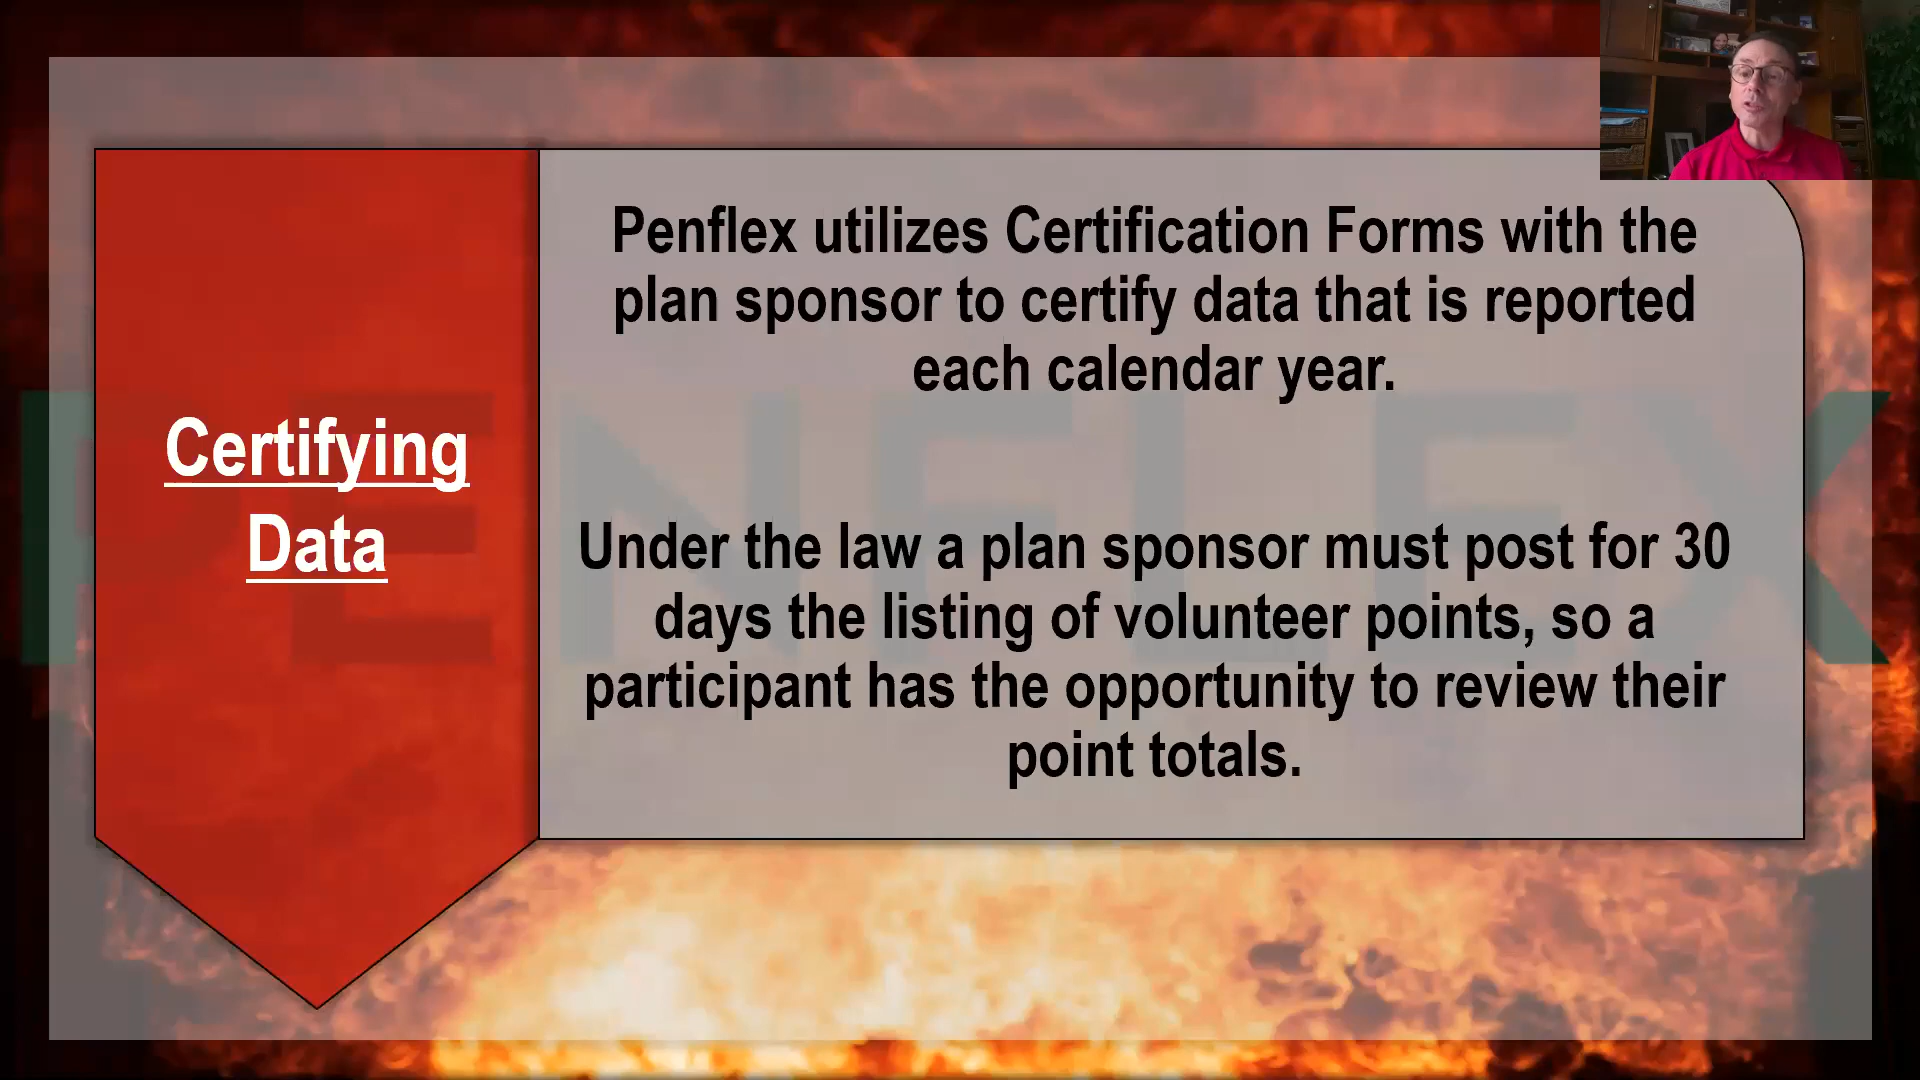 Certifying
Data
Penflex utilizes Certification Forms with the
plan sponsor to certify data that is reported
each calendar year.
Under the law a plan sponsor must post for 30
days the listing of volunteer points, so a
participant has the opportunity to review their
point totals.
PENFLEX